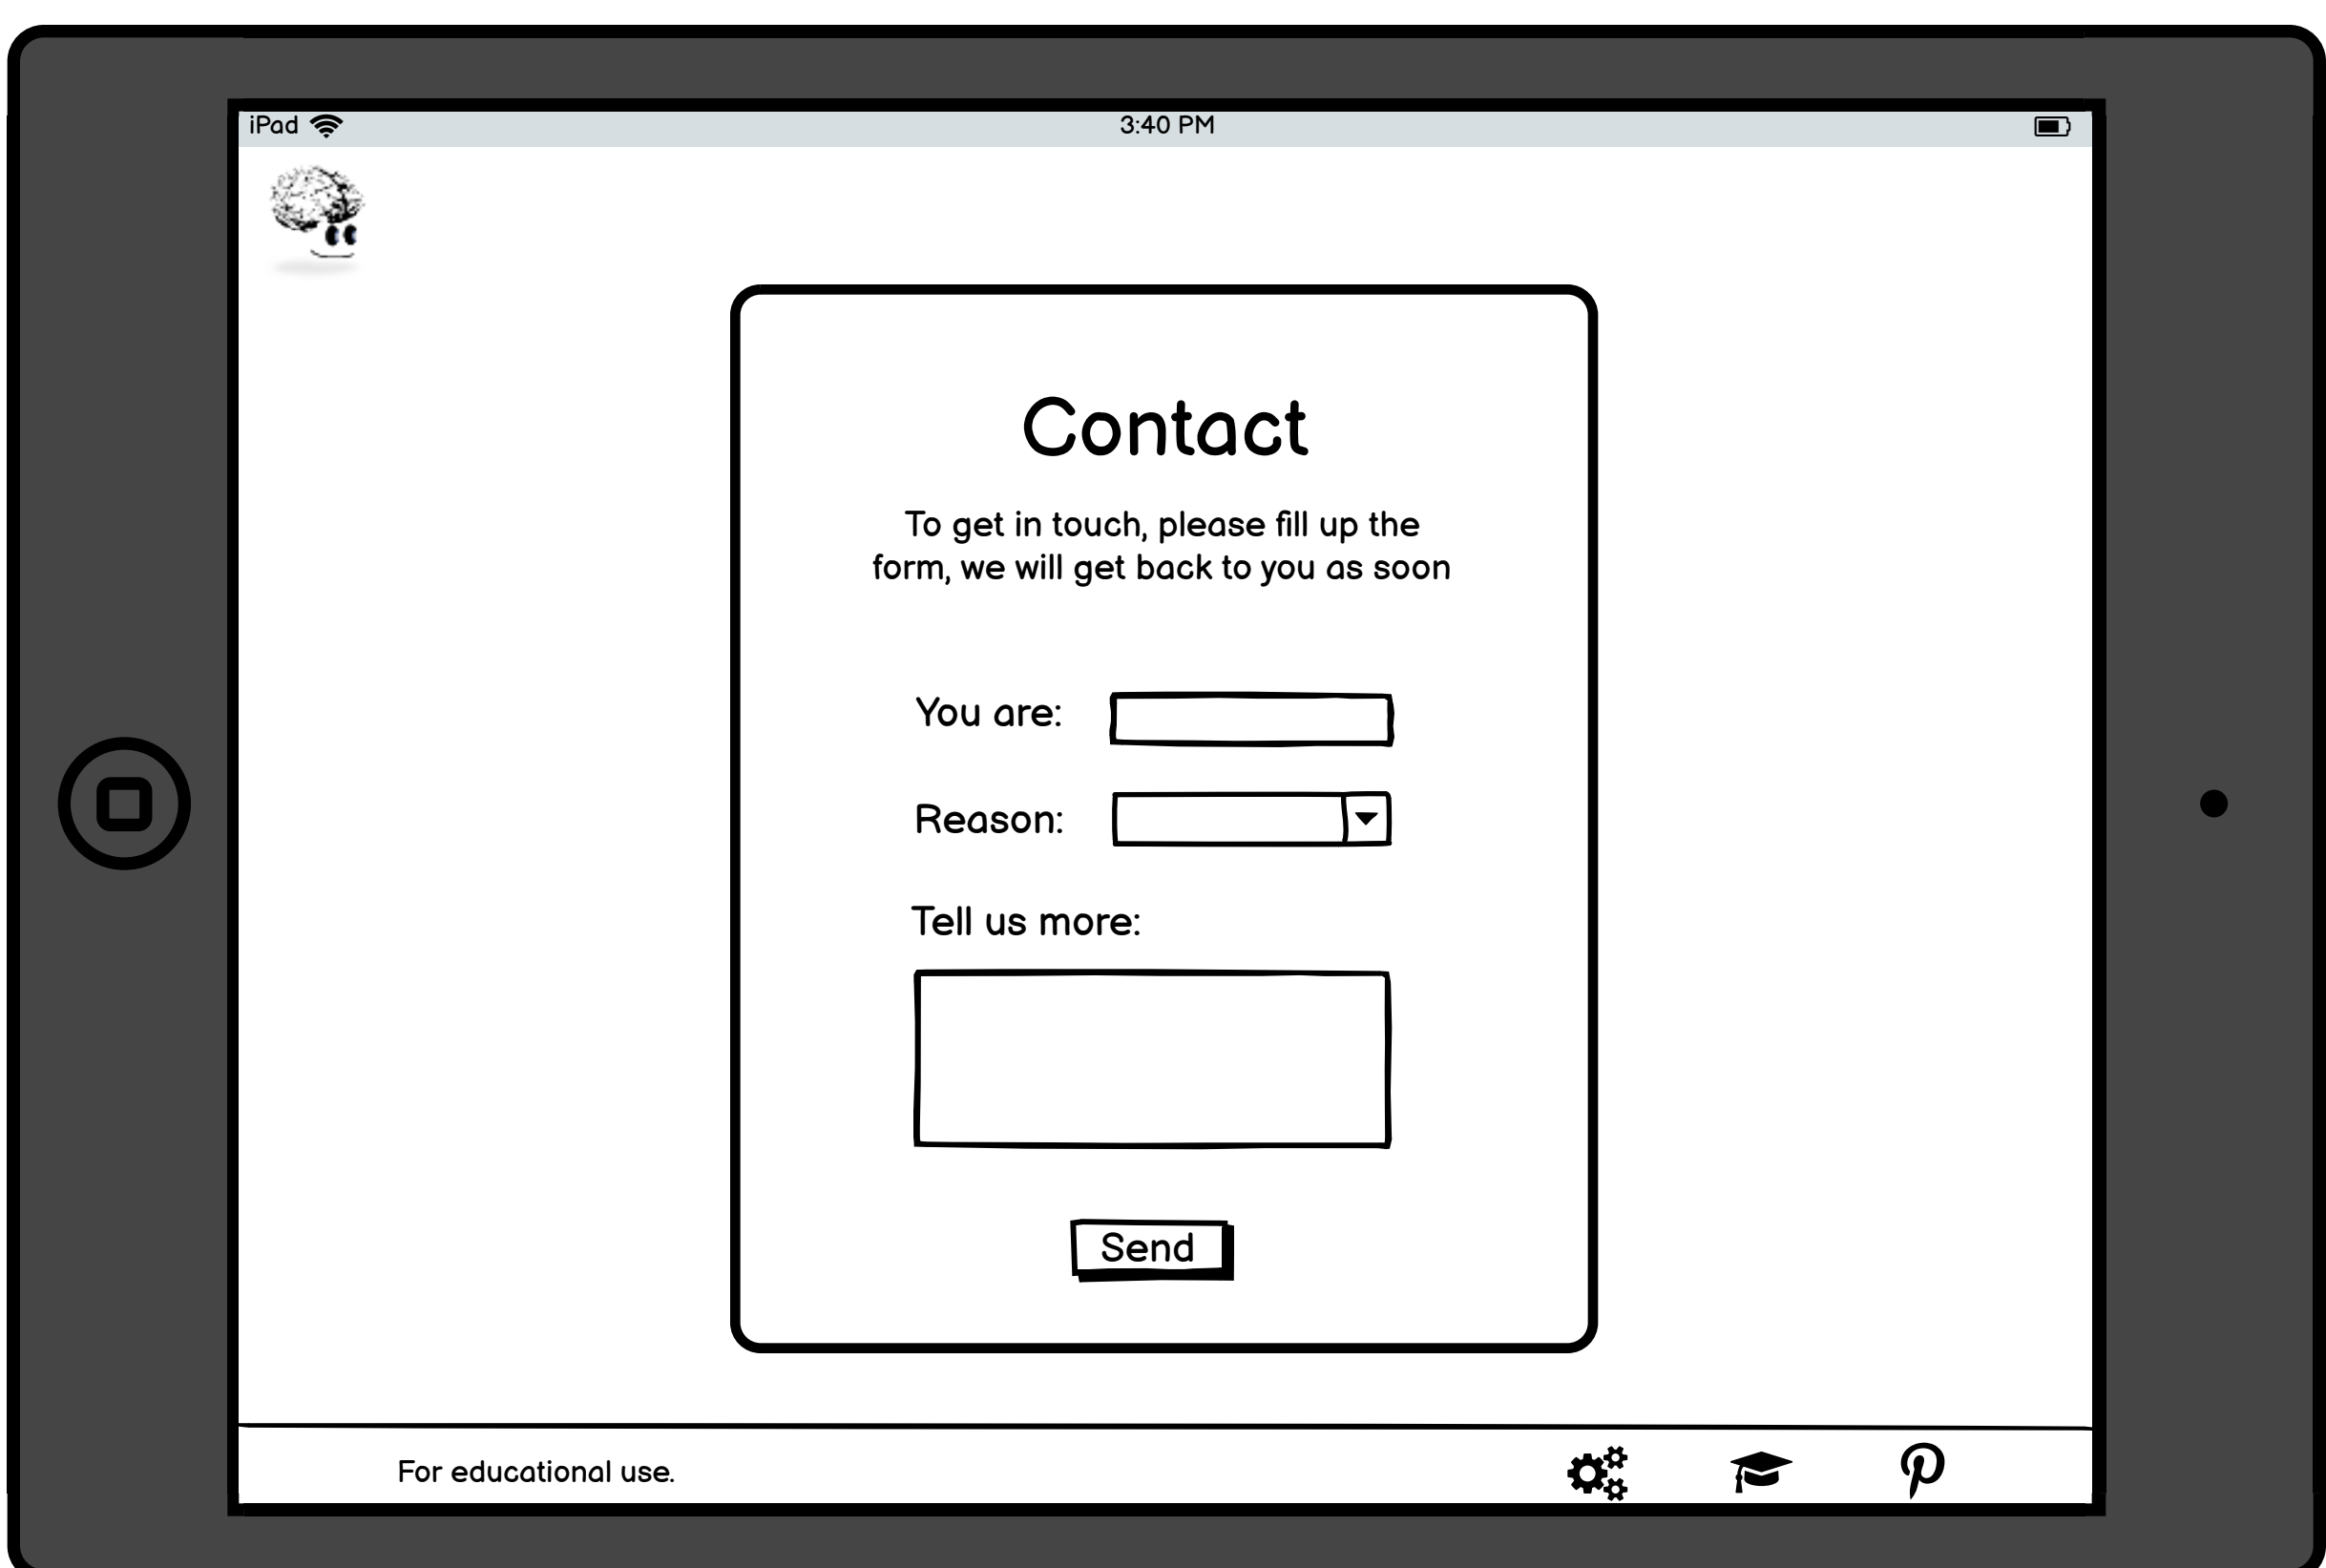 iPad
3:40 PM
Contact
To get in touch, please fill up the
form, we will get back to you as soon
You are:
Reason:
Tell us more:
Send
For educational use.